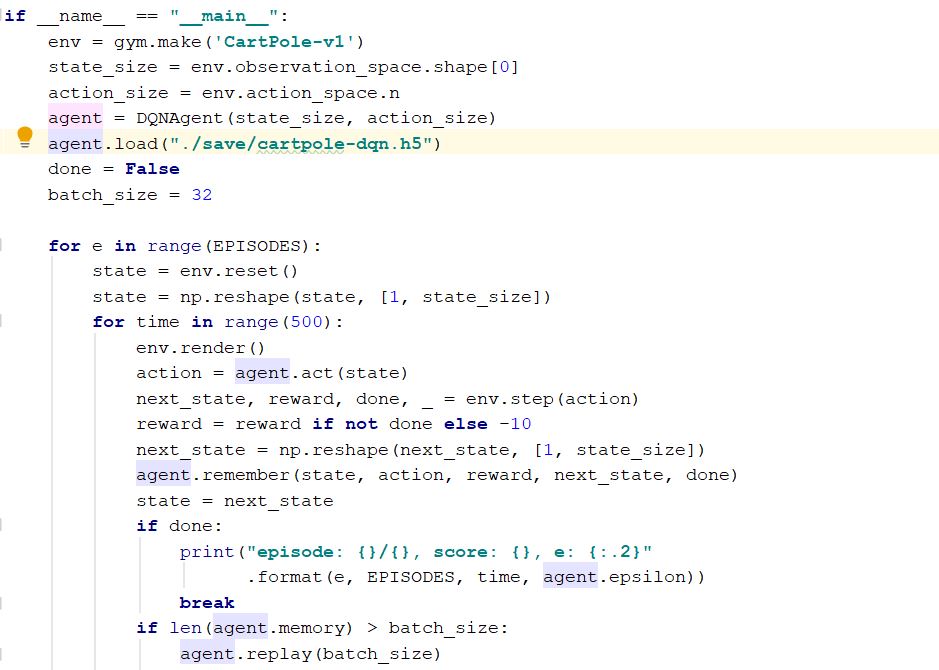 if __name__ == "__main__":
    env = gym.make('CartPole-v1')
    state_size = env.observation_space.shape[0]
    action_size = env.action_space.n
    agent = DQNAgent(state_size, action_size)
    agent.load("./save/cartpole-dqn.h5")
    done = False
    batch_size = 32

    for e in range(EPISODES):
        state = env.reset()
        state = np.reshape(state, [1, state_size])
        for time in range(500):
            env.render()
            action = agent.act(state)
            next_state, reward, done, _ = env.step(action)
            reward = reward if not done else -10
            next_state = np.reshape(next_state, [1, state_size])
            agent.remember(state, action, reward, next_state, done)
            state = next_state
            if done:
                print("episode: {}/{}, score: {}, e: {:.2}"
                      .format(e, EPISODES, time, agent.epsilon))
                break
            if len(agent.memory) > batch_size:
                agent.replay(batch_size)